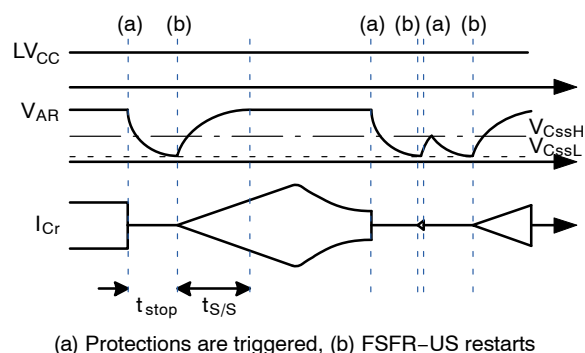 (a) (b) (a) (b) (a) (b)
LVCC
VAR
VCssH
VCssL
ICr
tstop tS/S
(a) Protections are triggered, (b) FSFR−US restarts